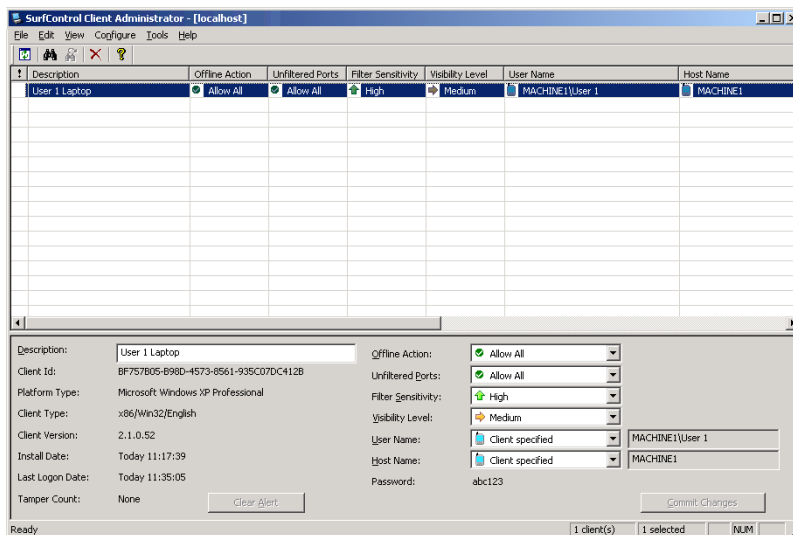 SurfControl Client Administrator - [localhost]
File Edit View Configure Tools Help
! Description Offline Action Unfiltered Ports Filter Sensitivity Visibility Level User Name Host Name
User 1 Laptop Allow All Allow All High Medium MACHINE1\User 1 MACHINE1
Description: User 1 Laptop
Client Id: BF757B05-B98D-4573-8561-935C07DC412B
Platform Type: Microsoft Windows XP Professional
Client Type: x86/Win32/English
Client Version: 2.1.0.52
Install Date: Today 11:17:39
Last Logon Date: Today 11:35:05
Tamper Count: None
Clear Alert
Offline Action: Allow All
Unfiltered Ports: Allow All
Filter Sensitivity: High
Visibility Level: Medium
User Name: Client specified MACHINE1\User 1
Host Name: Client specified MACHINE1
Password: abc123
Commit Changes
Ready 1 client(s) 1 selected NUM